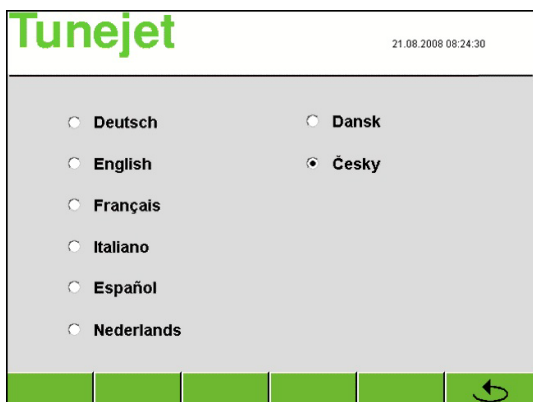 Tunejet
21.08.2008 08:24:30
Deutsch
English
Français
Italiano
Español
Nederlands
Dansk
Česky